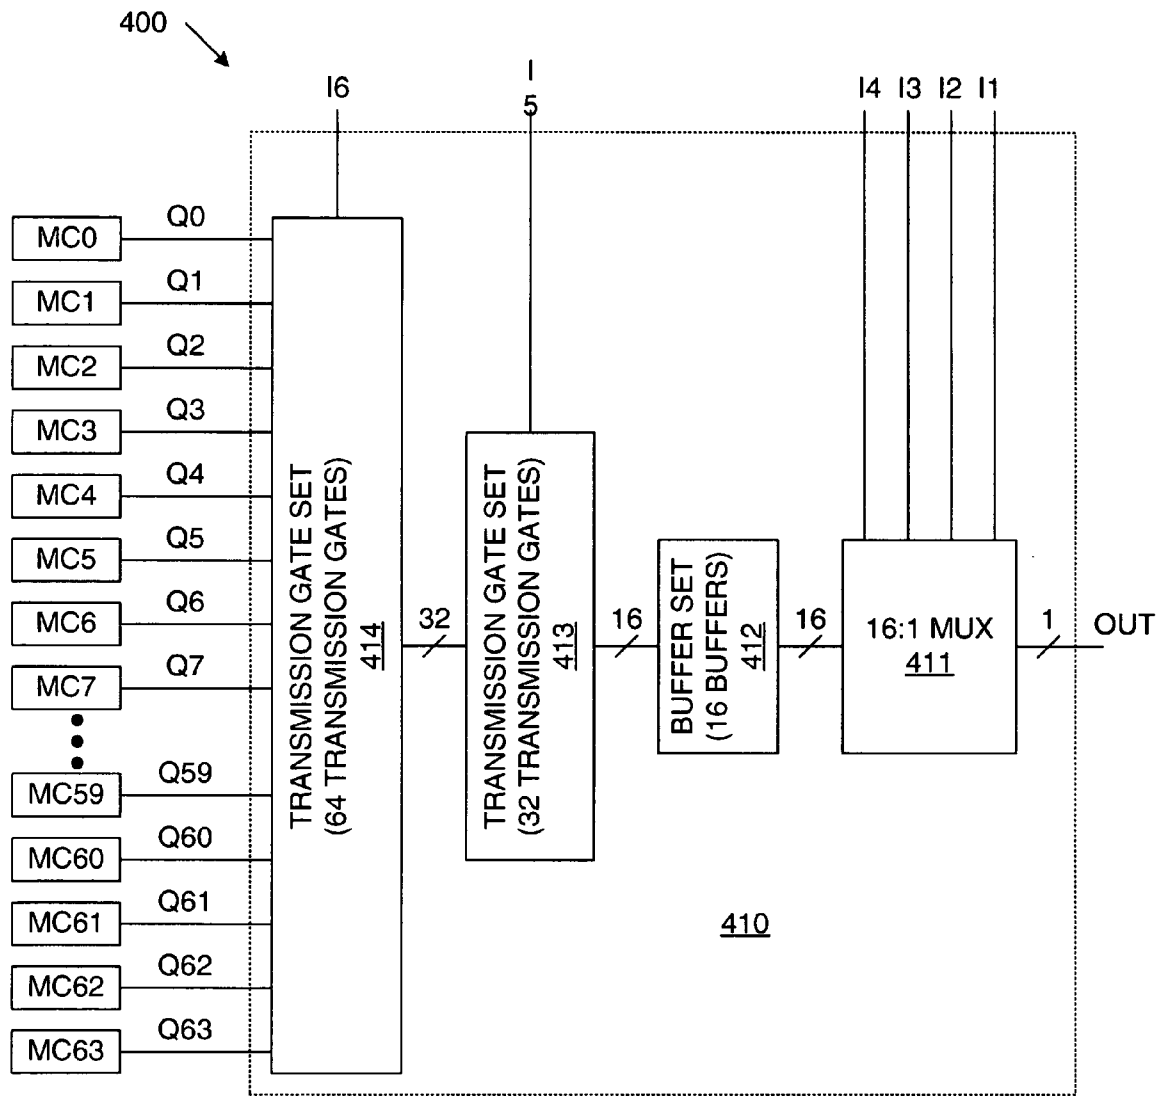 400
I6
I
5
I4
I3
I2
I1
MC0
Q0
MC1
Q1
MC2
Q2
MC3
Q3
MC4
Q4
MC5
Q5
MC6
Q6
MC7
Q7
MC59
Q59
MC60
Q60
MC61
Q61
MC62
Q62
MC63
Q63
TRANSMISSION GATE SET
(64 TRANSMISSION GATES)
414
32
TRANSMISSION GATE SET
(32 TRANSMISSION GATES)
413
16
BUFFER SET
(16 BUFFERS)
412
16
16:1 MUX
411
1
OUT
410